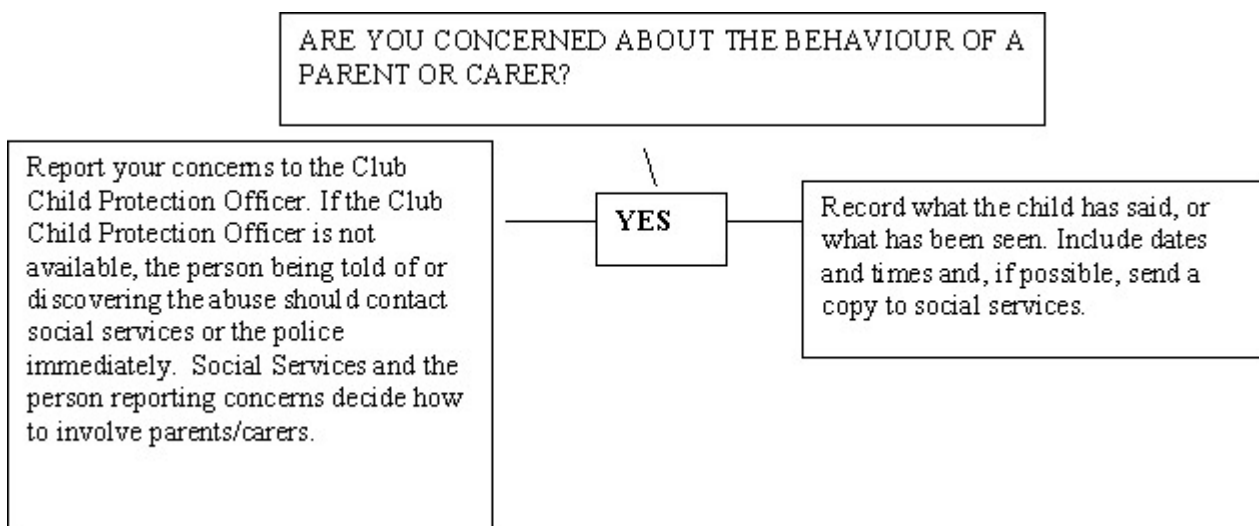 ARE YOU CONCERNED ABOUT THE BEHAVIOUR OF A
PARENT OR CARER?
Report your concerns to the Club
Child Protection Officer. If the Club
Child Protection Officer is not
available, the person being told of or
discovering the abuse should contact
social services or the police
immediately.  Social Services and the
person reporting concerns decide how
to involve parents/carers.
YES
Record what the child has said, or
what has been seen. Include dates
and times and, if possible, send a
copy to social services.